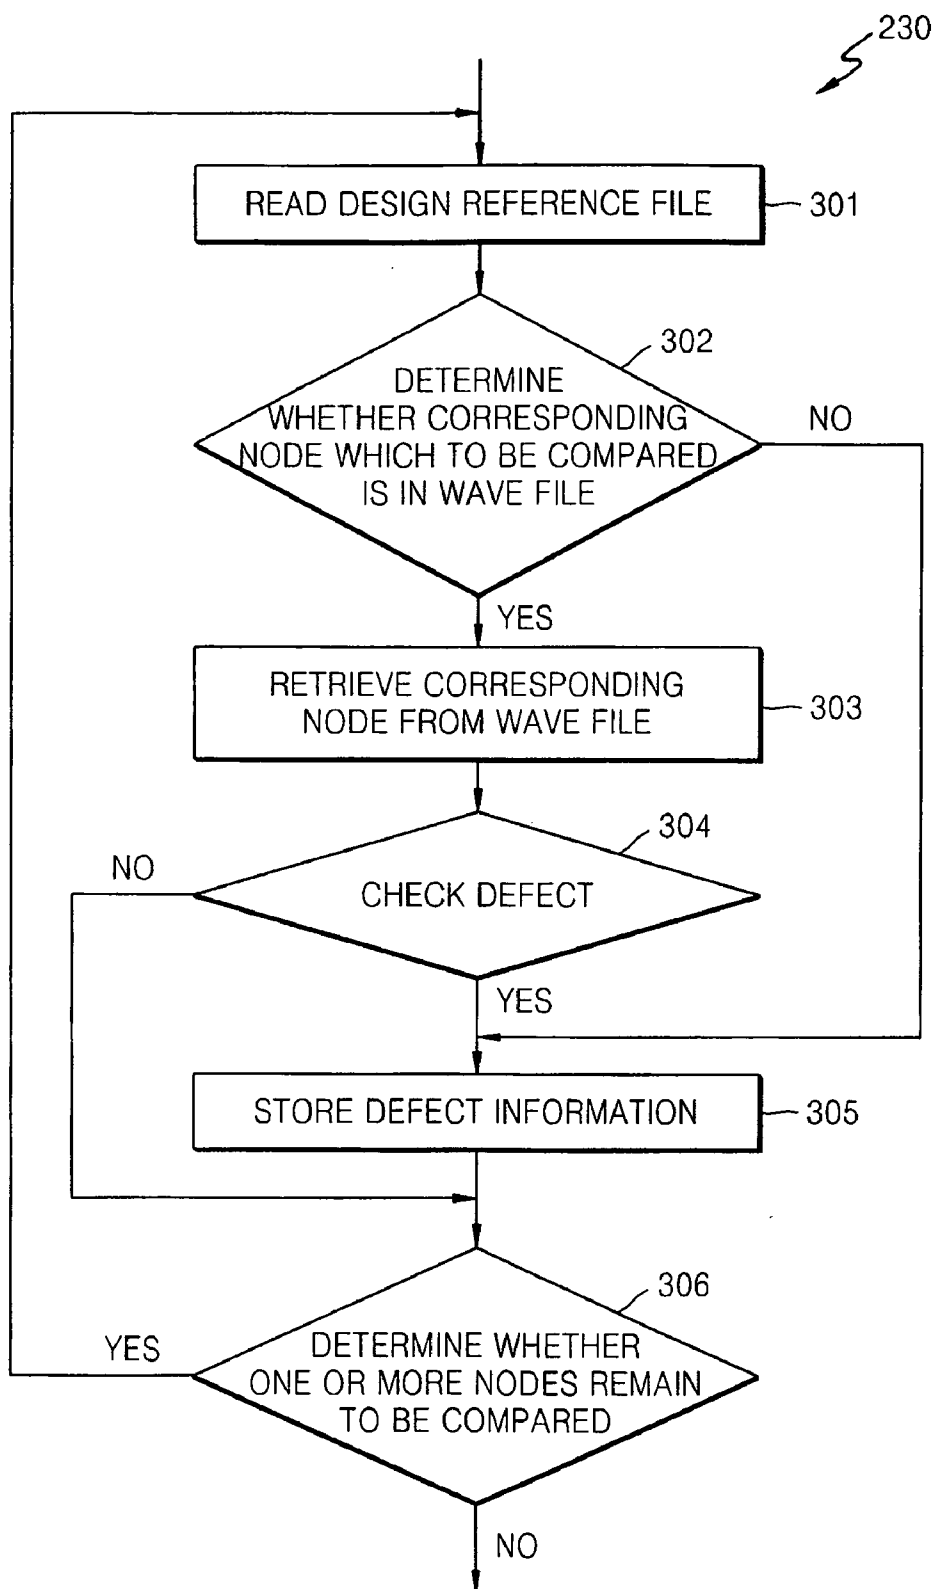 230
READ DESIGN REFERENCE FILE
301
302
DETERMINE
WHETHER CORRESPONDING
NODE WHICH TO BE COMPARED
IS IN WAVE FILE
NO
YES
RETRIEVE CORRESPONDING
NODE FROM WAVE FILE
303
304
NO
CHECK DEFECT
YES
STORE DEFECT INFORMATION
305
306
YES
DETERMINE WHETHER
ONE OR MORE NODES REMAIN
TO BE COMPARED
NO